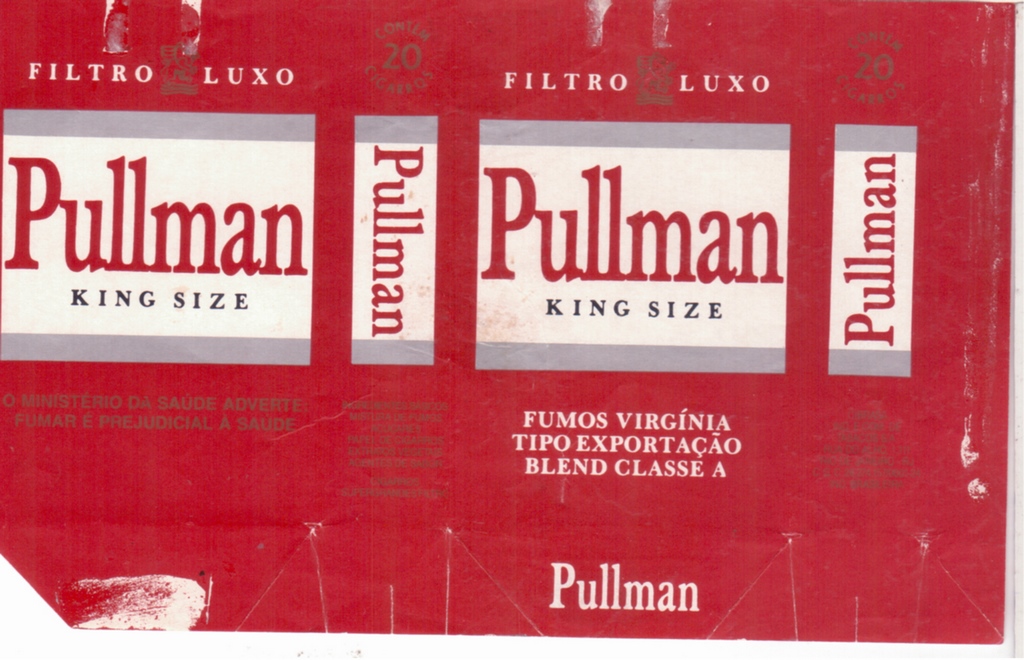 FILTRO LUXO
Pullman
KING SIZE
O MINISTÉRIO DA SAÚDE ADVERTE:
FUMAR É PREJUDICIAL À SAÚDE
CONTÉM
20
CIGARROS
Pullman
FILTRO LUXO
Pullman
KING SIZE
FUMOS VIRGÍNIA
TIPO EXPORTAÇÃO
BLEND CLASSE A
Pullman
CONTÉM
20
CIGARROS
Pullman